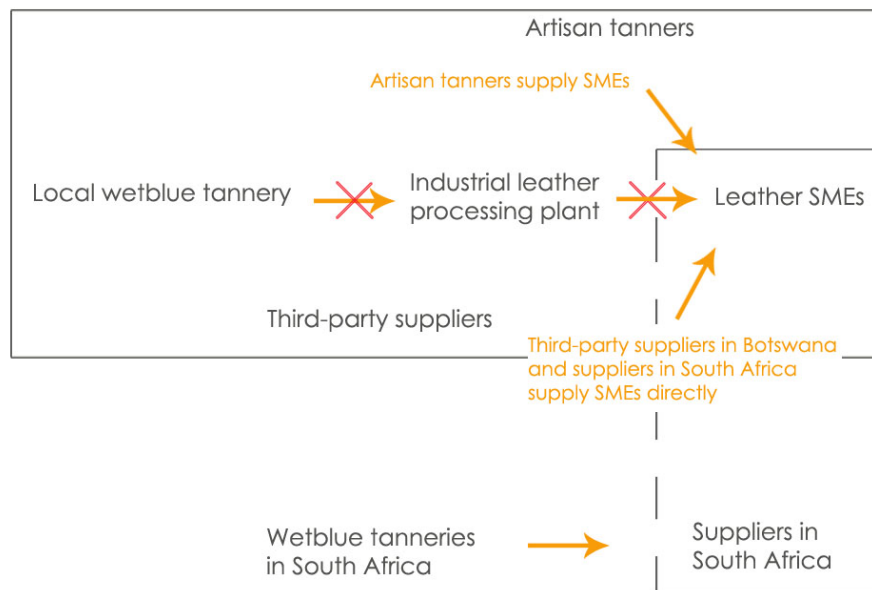 Artisan tanners
Artisan tanners supply SMEs
Local wetblue tannery
Industrial leather
processing plant
Leather SMEs
Third-party suppliers
Third-party suppliers in Botswana
and suppliers in South Africa
supply SMEs directly
Wetblue tanneries
in South Africa
Suppliers in
South Africa